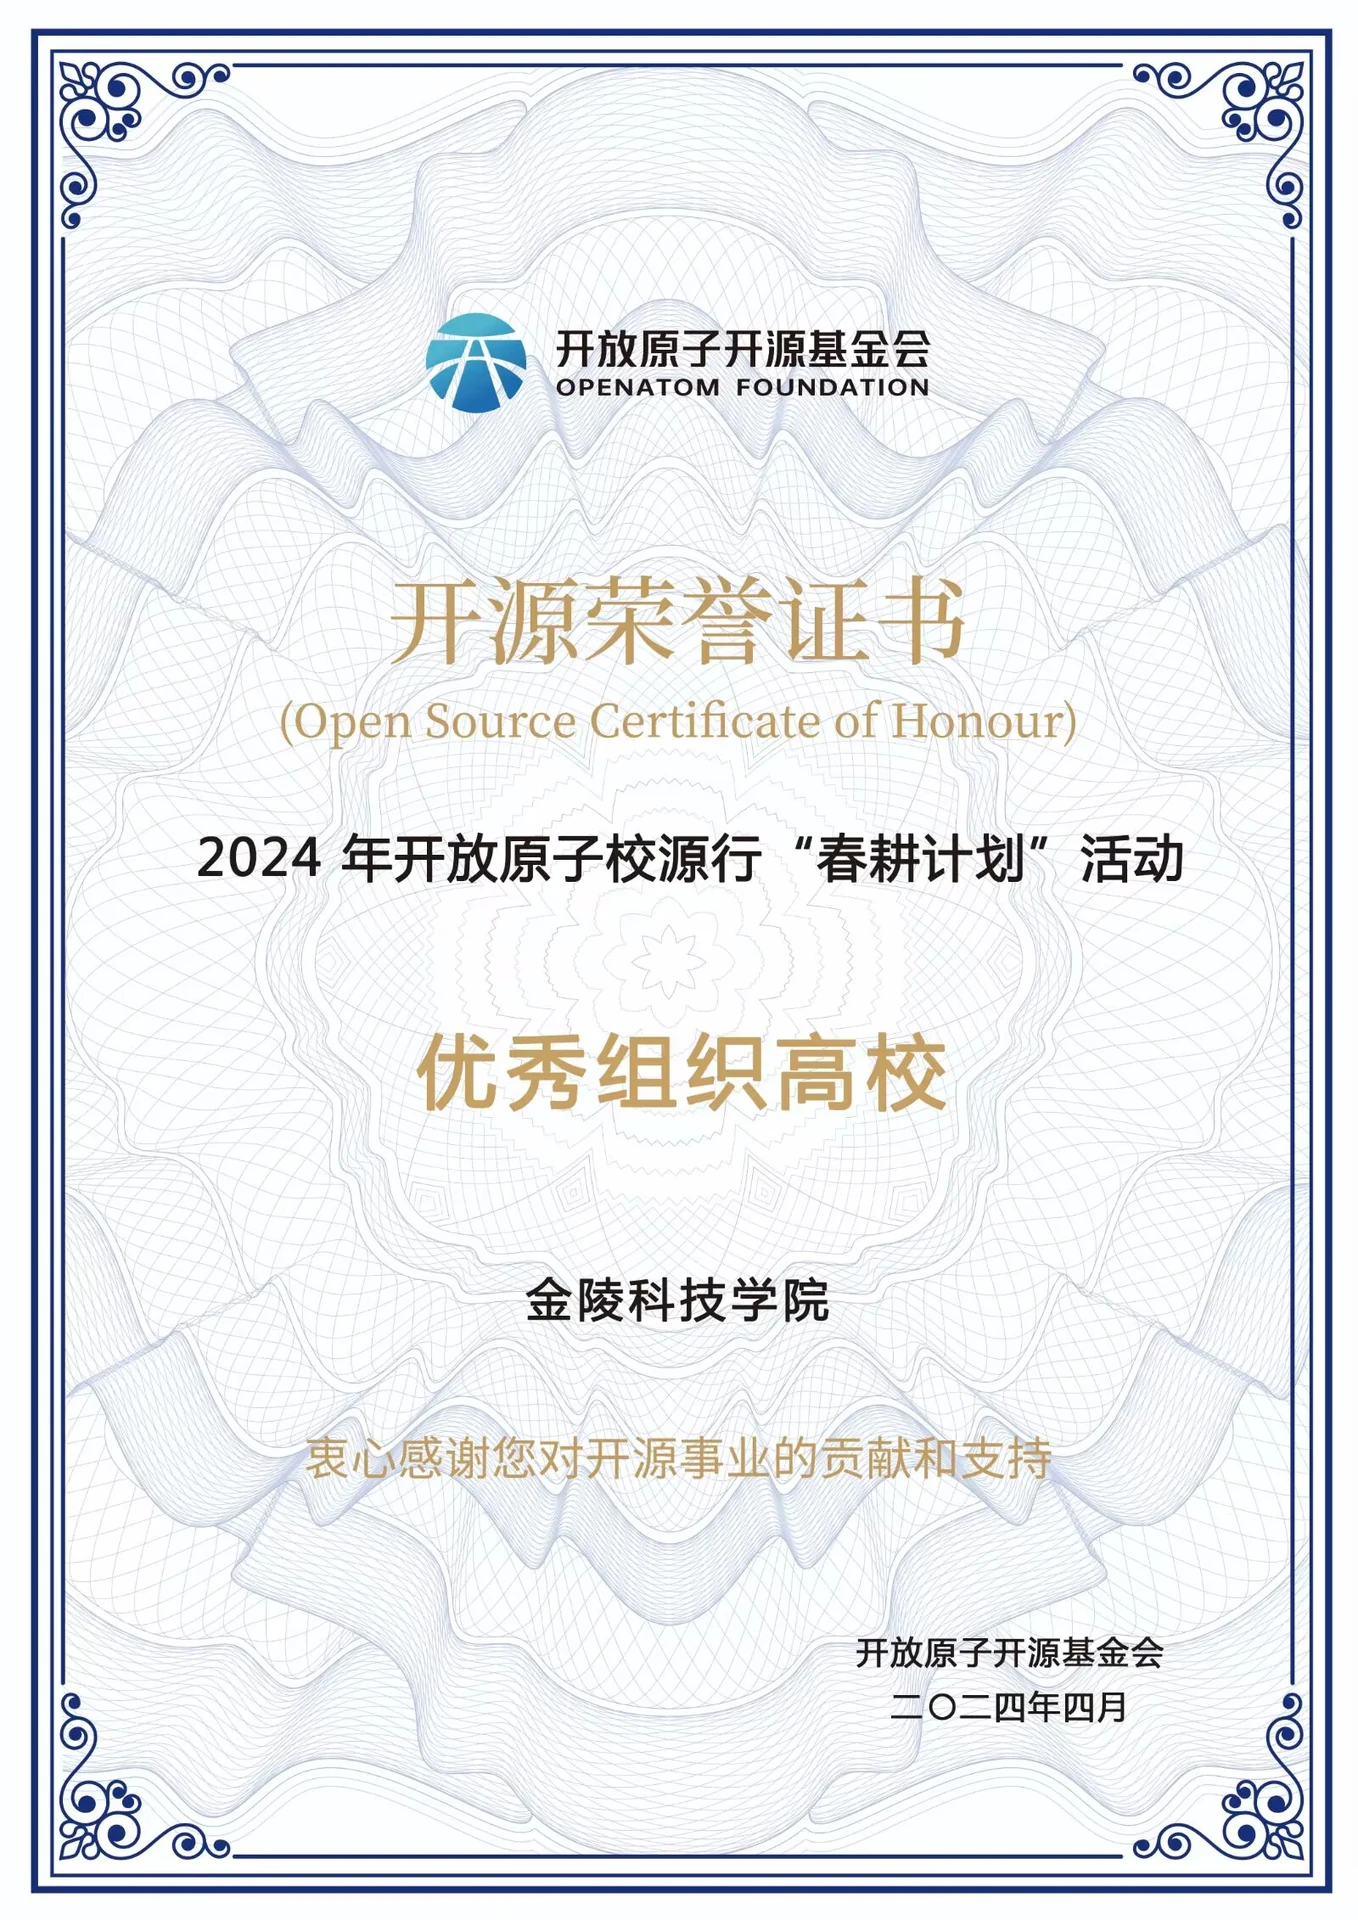 开放原子开源基金会
OPENATOM FOUNDATION
开源荣誉证书
(Open Source Certificate of Honour)
2024 年开放原子校源行“春耕计划”活动
优秀组织高校
金陵科技学院
衷心感谢您对开源事业的贡献和支持
开放原子开源基金会
二〇二四年四月